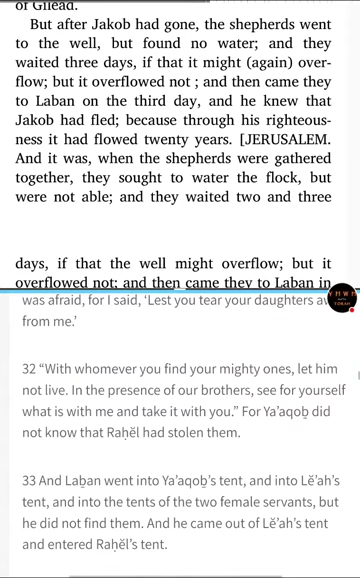 of Gilead.
But after Jakob had gone, the shepherds went
to the well, but found no water; and they
waited three days, if that it might (again) over-
flow; but it overflowed not ; and then came they
to Laban on the third day, and he knew that
Jakob had fled; because through his righteous-
ness it had flowed twenty years. [JERUSALEM.
And it was, when the shepherds were gathered
together, they sought to water the flock, but
were not able; and they waited two and three
days, if that the well might overflow; but it
overflowed not; and then came they to Laban in
was afraid, for I said, ‘Lest you tear your daughters
from me.’
32 “With whomever you find your mighty ones, let him
not live. In the presence of our brothers, see for yourself
what is with me and take it with you.” For Ya’aqoḇ did
not know that Raḥĕl had stolen them.
33 And Laḇan went into Ya’aqoḇ’s tent, and into Lĕ’ah’s
tent, and into the tents of the two female servants, but
he did not find them. And he came out of Lĕ’ah’s tent
and entered Raḥĕl’s tent.